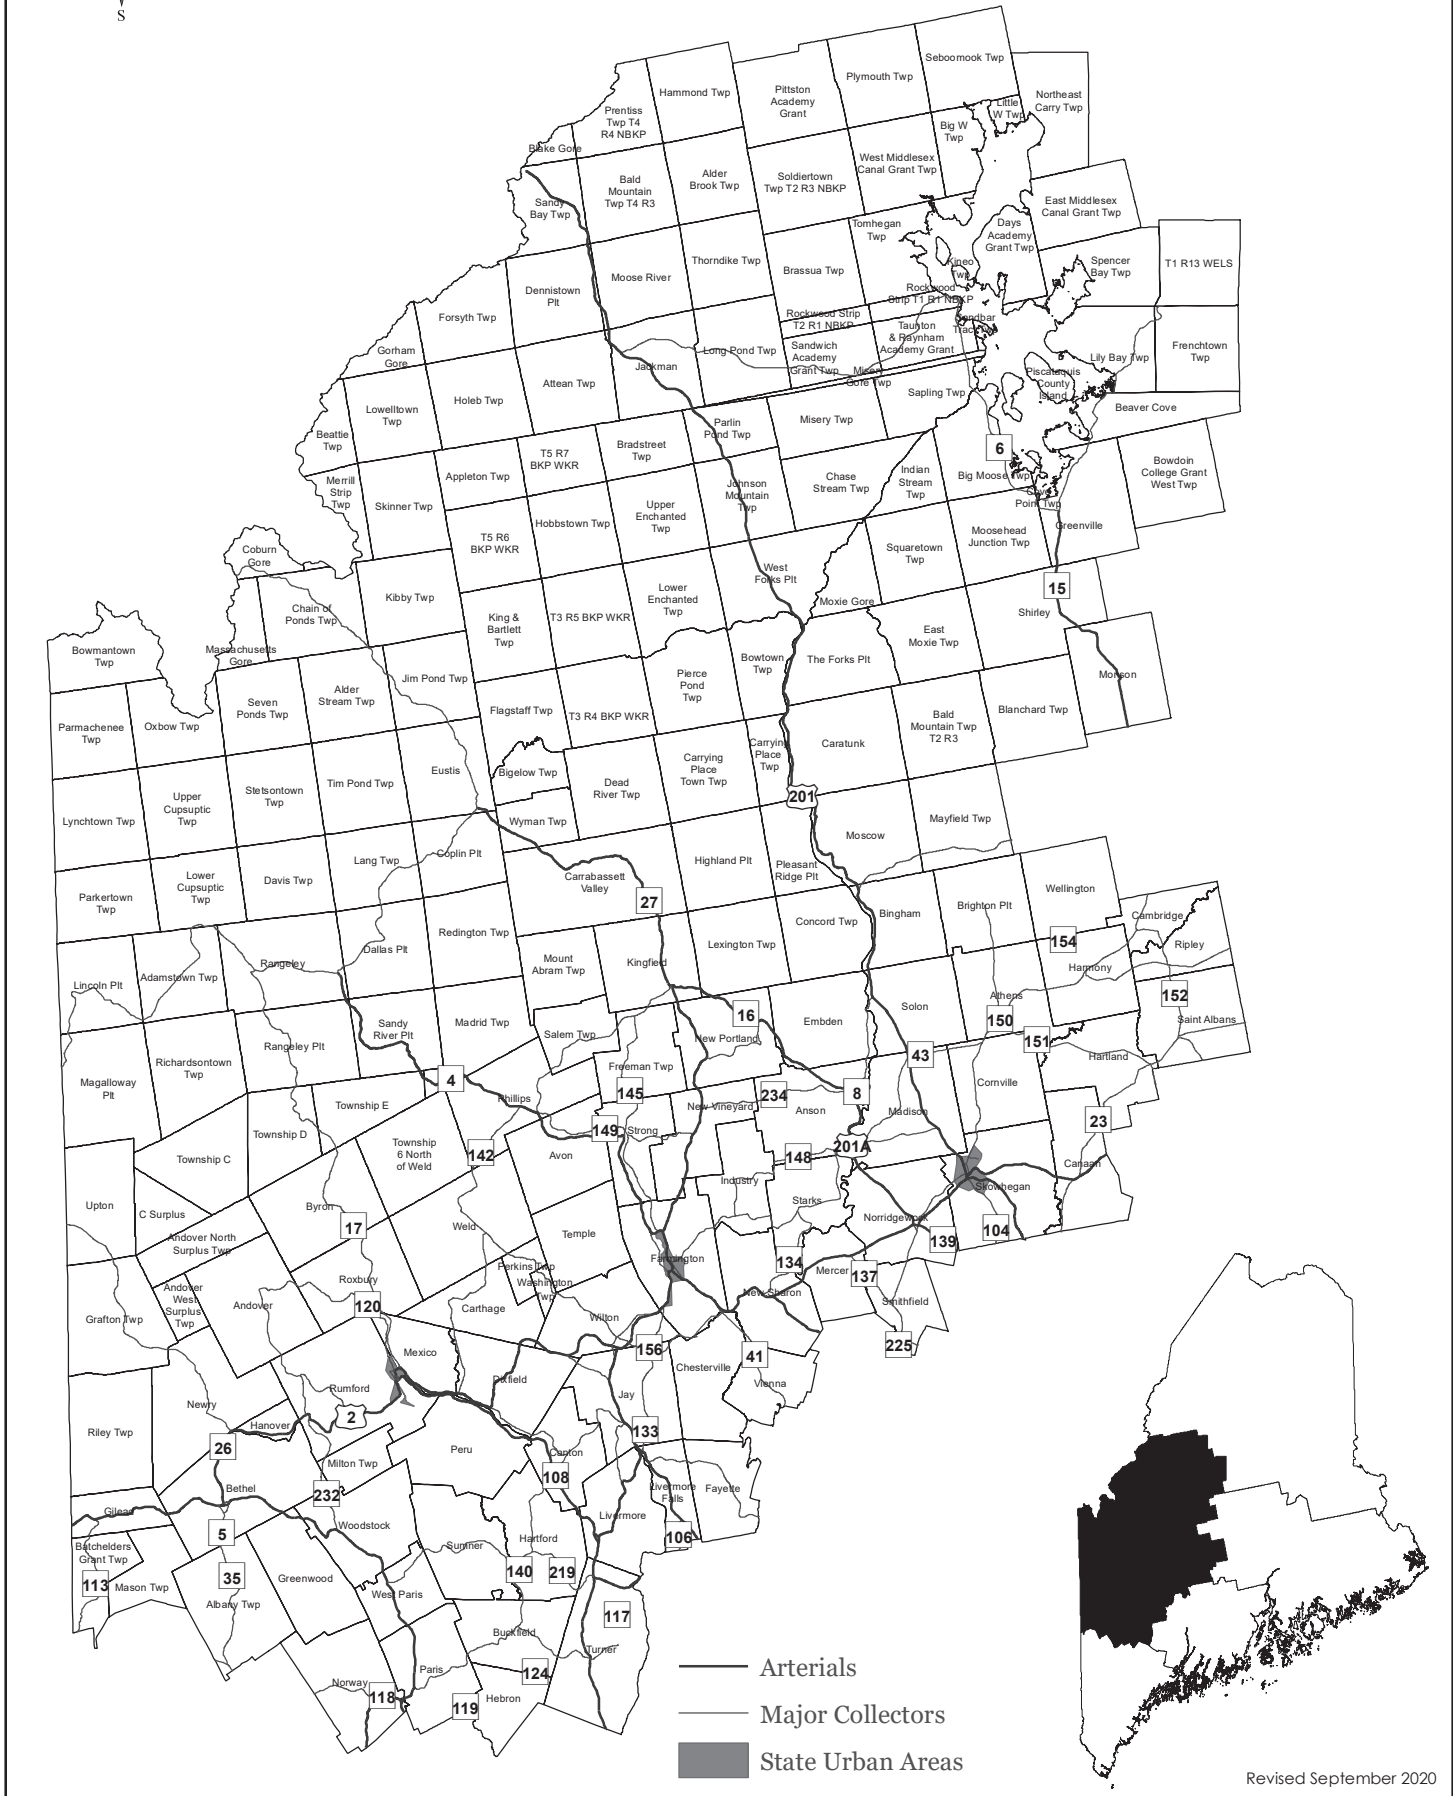 S
Seboomook Twp
Plymouth Twp
Hammond Twp
Pittston
Academy
Grant
Northeast
Carry Twp
Little
W Twp
Prentiss
Twp T4
R4 NBKP
Big W
Twp
Blake Gore
West Middlesex
Canal Grant Twp
Bald
Mountain
Twp T4 R3
Alder
Brook Twp
Soldiertown
Twp T2 R3 NBKP
Sandy
Bay Twp
East Middlesex
Canal Grant Twp
Tomhegan
Twp
Days
Academy
Grant Twp
Moose River
Thorndike Twp
Brassua Twp
Kineo
Twp
Spencer
Bay Twp
T1 R13 WELS
Dennistown
Plt
Rockwood
Strip T1 R1 NBKP
Forsyth Twp
Rockwood Strip
T2 R1 NBKP
Taunton
& Raynham
Academy Grant
Sandbar
Tract Twp
Gorham
Gore
Jackman
Long Pond Twp
Sandwich
Academy
Grant Twp
Misery
Gore Twp
Lily Bay Twp
Frenchtown
Twp
Attean Twp
Piscataquis
County
Island
Lowelltown
Twp
Holeb Twp
Sapling Twp
Beaver Cove
Beattie
Twp
Parlin
Pond Twp
Misery Twp
T5 R7
BKP WKR
Bradstreet
Twp
6
Merrill
Strip
Twp
Skinner Twp
Appleton Twp
Johnson
Mountain
Twp
Chase
Stream Twp
Indian
Stream
Twp
Big Moose Twp
Bowdoin
College Grant
West Twp
Cove
Point Twp
Hobbstown Twp
Upper
Enchanted
Twp
Greenville
Coburn
Gore
T5 R6
BKP WKR
Squaretown
Twp
Moosehead
Junction Twp
West
Forks Plt
15
Kibby Twp
Chain of
Ponds Twp
King &
Bartlett
Twp
T3 R5 BKP WKR
Lower
Enchanted
Twp
Moxie Gore
Shirley
Bowmantown
Twp
Massachusetts
Gore
East
Moxie Twp
Bowtown
Twp
The Forks Plt
Jim Pond Twp
Pierce
Pond
Twp
Monson
Seven
Ponds Twp
Alder
Stream Twp
Flagstaff Twp
T3 R4 BKP WKR
Blanchard Twp
Parmachenee
Twp
Oxbow Twp
Bald
Mountain Twp
T2 R3
Carrying
Place
Twp
Caratunk
Eustis
Bigelow Twp
Dead
River Twp
Carrying
Place
Town Twp
Tim Pond Twp
Stetsontown
Twp
201
Upper
Cupsuptic
Twp
Lynchtown Twp
Wyman Twp
Mayfield Twp
Moscow
Coplin Plt
Lang Twp
Highland Plt
Pleasant
Ridge Plt
Davis Twp
Lower
Cupsuptic
Twp
Parkertown
Twp
Carrabassett
Valley
27
Wellington
Brighton Plt
Bingham
Concord Twp
Cambridge
Redington Twp
Lexington Twp
154
Ripley
Dallas Plt
Rangeley
Mount
Abram Twp
Kingfield
Harmony
Lincoln Plt
Adamstown Twp
152
Athens
Solon
16
Embden
150
Saint Albans
Sandy
River Plt
Madrid Twp
Salem Twp
New Portland
151
Rangeley Plt
43
Hartland
Richardsontown
Twp
Magalloway
Plt
Freeman Twp
4
145
234
8
Cornville
Phillips
Township E
New Vineyard
Anson
Madison
23
149
Strong
Township D
Township
6 North
of Weld
142
Avon
148
201A
Canaan
Township C
Industry
Skowhegan
Upton
C Surplus
Byron
17
Starks
Norridgewock
Weld
104
Andover North
Surplus Twp
Temple
139
Farmington
134
Mercer
137
Perkins Twp
Washington
Twp
Roxbury
Andover
West
Surplus
Twp
Andover
120
Carthage
New Sharon
Smithfield
Grafton Twp
Wilton
225
156
41
Mexico
Chesterville
Vienna
Dixfield
Rumford
Jay
Newry
2
Hanover
133
Riley Twp
26
Peru
Canton
Milton Twp
108
Bethel
232
Livermore
Falls
Fayette
Gilead
5
Woodstock
Livermore
106
Batchelders
Grant Twp
Sumner
Hartford
113
Mason Twp
35
Greenwood
140
219
West Paris
Albany Twp
117
Buckfield
Turner
Paris
124
Norway
118
119
Hebron
Arterials
Major Collectors
State Urban Areas
Revised September 2020